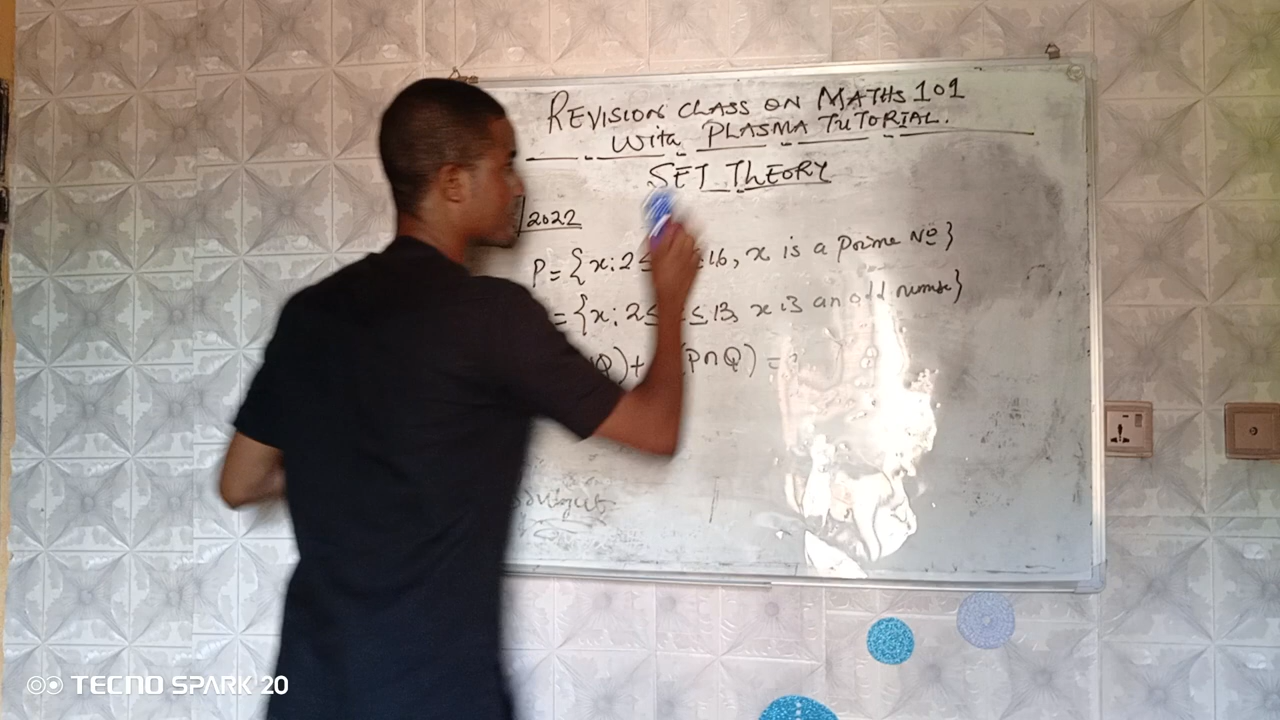 REVISION CLASS ON MATHS 101
With PLASMA TUTORIAL.
SET THEORY
2022
P = {x: 2 ≤ ≤ 16, x is a prime No}
= {x: 2 ≤ ≤ 13, x is an odd
Q) + (P∩Q) =
TECNO SPARK 20